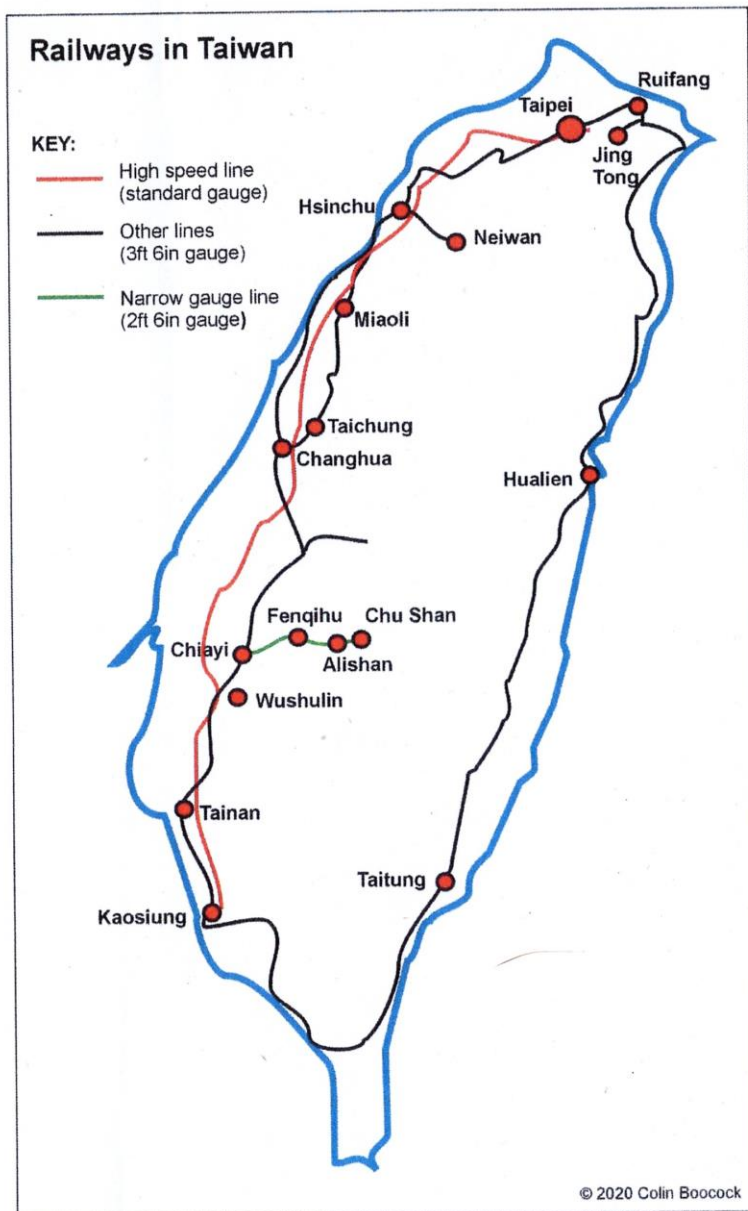 Railways in Taiwan
KEY:
High speed line
(standard gauge)
Other lines
(3ft 6in gauge)
Narrow gauge line
(2ft 6in gauge)
Ruifang
Taipei
Jing
Tong
Hsinchu
Neiwan
Miaoli
Taichung
Changhua
Hualien
Fenqihu
Chu Shan
Chiayi
Alishan
Wushulin
Tainan
Taitung
Kaosiung
© 2020 Colin Boocock